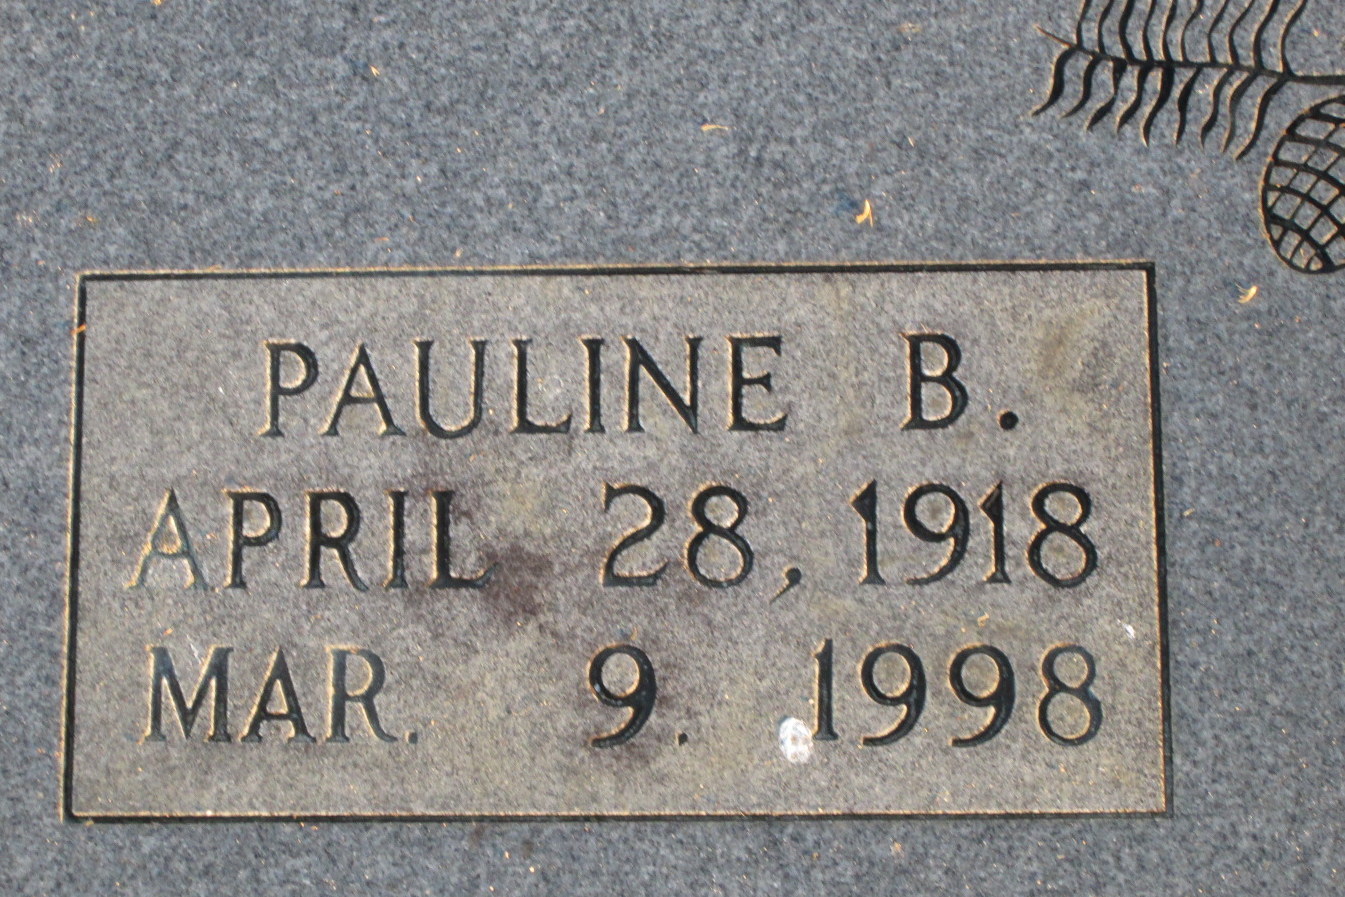 PAULINE B.
APRIL 28, 1918
MAR. 9. 1998